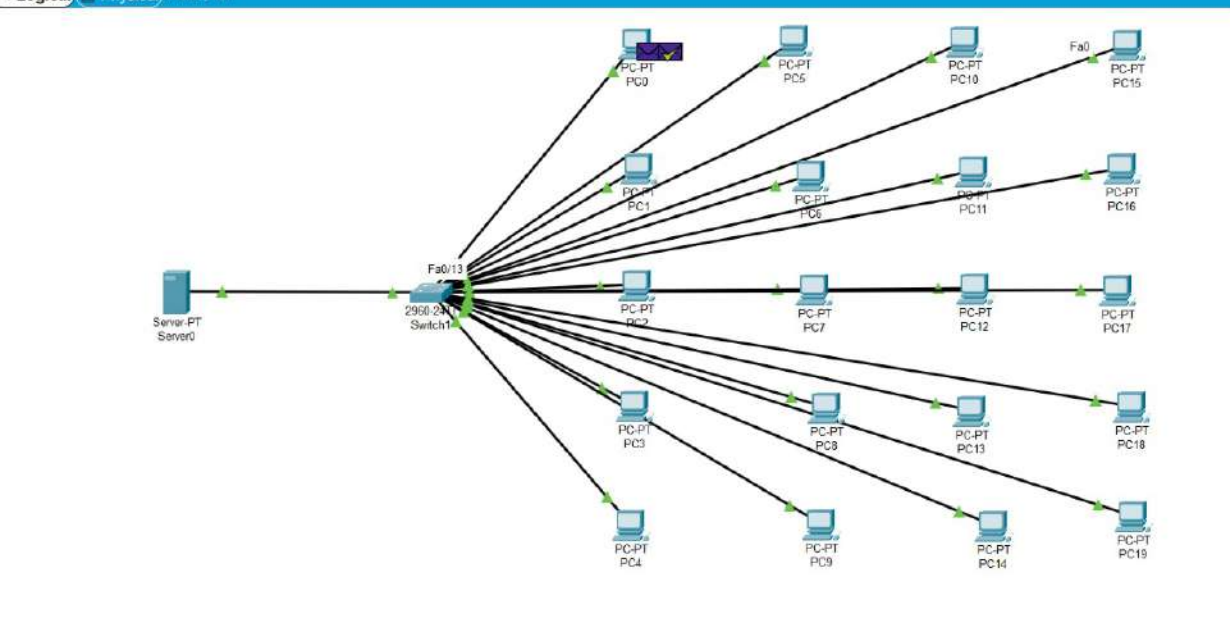 PC-PT
PC0
PC-PT
PC5
PC-PT
PC10
Fa0
PC-PT
PC15
PC-PT
PC1
PC-PT
PC6
PC-PT
PC11
PC-PT
PC16
Fa0/13
Server-PT
Server0
Switch1
PC-PT
PC2
PC-PT
PC7
PC-PT
PC12
PC-PT
PC17
PC-PT
PC3
PC-PT
PC8
PC-PT
PC13
PC-PT
PC18
PC-PT
PC4
PC-PT
PC9
PC-PT
PC14
PC-PT
PC19